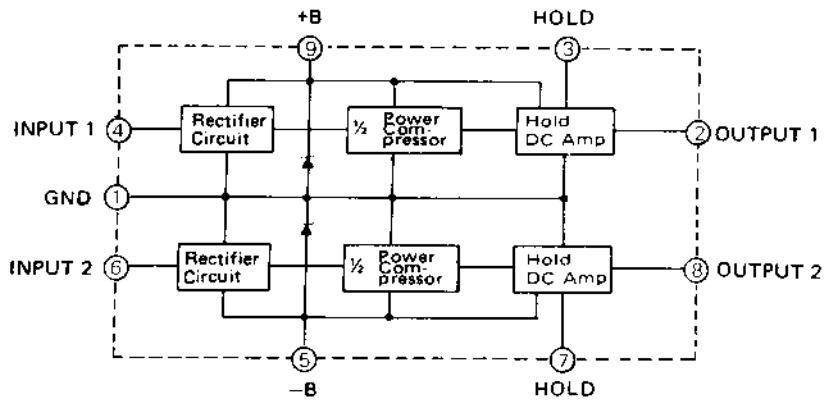 +B
HOLD
9
3
INPUT 1
4
Rectifier
Circuit
½
Power
Com-
pressor
Hold
DC Amp
2
OUTPUT 1
GND
1
INPUT 2
6
Rectifier
Circuit
½
Power
Com-
pressor
Hold
DC Amp
8
OUTPUT 2
5
7
−B
HOLD